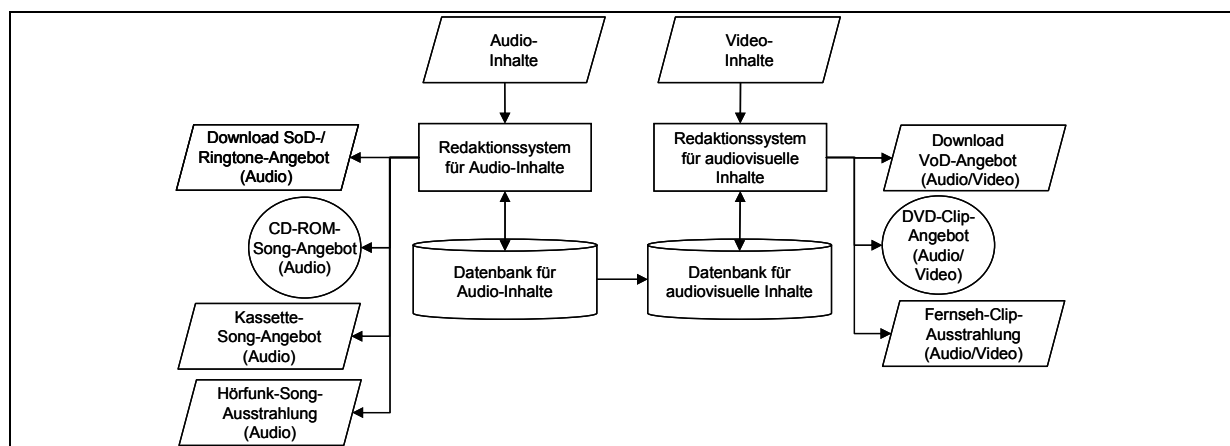 Audio-
Inhalte
Video-
Inhalte
Download SoD-/
Ringtone-Angebot
(Audio)
Redaktionssystem
für Audio-Inhalte
Redaktionssystem
für audiovisuelle
Inhalte
Download
VoD-Angebot
(Audio/Video)
CD-ROM-
Song-Angebot
(Audio)
DVD-Clip-
Angebot
(Audio/
Video)
Datenbank für
Audio-Inhalte
Datenbank für
audiovisuelle Inhalte
Kassette-
Song-Angebot
(Audio)
Fernseh-Clip-
Ausstrahlung
(Audio/Video)
Hörfunk-Song-
Ausstrahlung
(Audio)